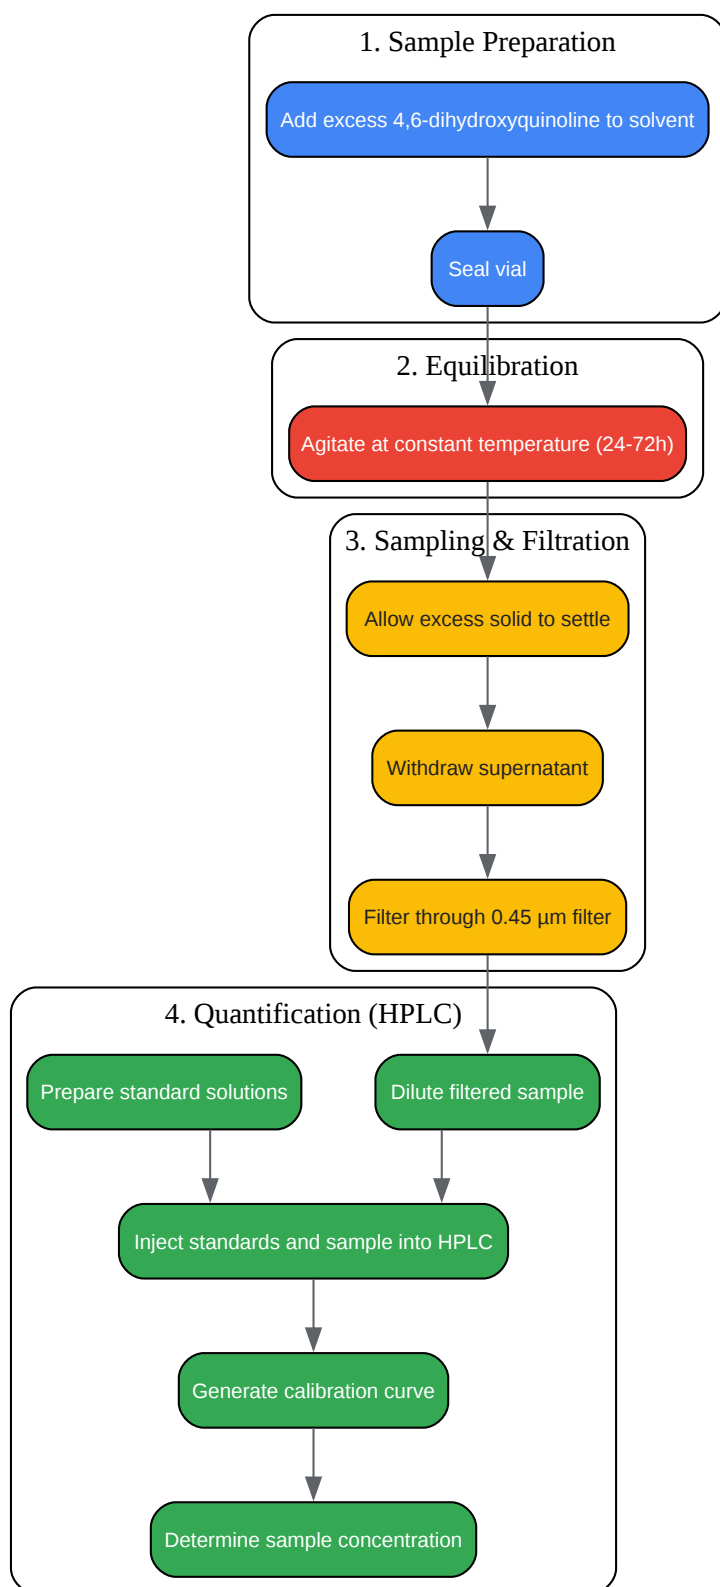 1. Sample Preparation
Add excess 4,6-dihydroxyquinoline to solvent
Seal vial
2. Equilibration
Agitate at constant temperature (24-72h)
3. Sampling & Filtration
Allow excess solid to settle
Withdraw supernatant
Filter through 0.45 µm filter
4. Quantification (HPLC)
Prepare standard solutions
Dilute filtered sample
Inject standards and sample into HPLC
Generate calibration curve
Determine sample concentration